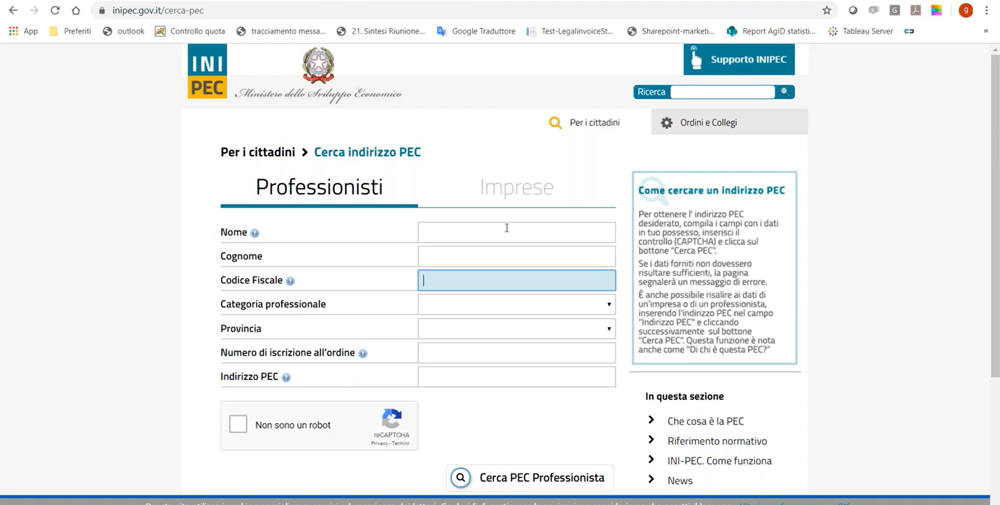 inipec.gov.it/cerca-pec
g
App Preferiti outlook Controllo quota tracciamento messa... 21. Sintesi Riunione... Google Traduttore Test-LegalinvoiceSt... Sharepoint-marketi... Report AgID statisti... Tableau Server »
INI
PEC
Ministero dello Sviluppo Economico
Supporto INIPEC
Ricerca
Per i cittadini
Ordini e Collegi
Per i cittadini > Cerca indirizzo PEC
Professionisti
Imprese
Nome
Cognome
Codice Fiscale
Categoria professionale
Provincia
Numero di iscrizione all'ordine
Indirizzo PEC
Non sono un robot
reCAPTCHA
Privacy - Termini
Cerca PEC Professionista
Come cercare un indirizzo PEC
Per ottenere l' indirizzo PEC
desiderato, compila i campi con i dati
in tuo possesso, inserisci il
controllo (CAPTCHA) e clicca sul
bottone "Cerca PEC".
Se i dati forniti non dovessero
risultare sufficienti, la pagina
segnalerà un messaggio di errore.
È anche possibile risalire ai dati di
un'impresa o di un professionista,
inserendo l'indirizzo PEC nel campo
"Indirizzo PEC" e cliccando
successivamente sul bottone
"Cerca PEC". Questa funzione è nota
anche come "Di chi è questa PEC?"
In questa sezione
Che cosa è la PEC
Riferimento normativo
INI-PEC. Come funziona
News